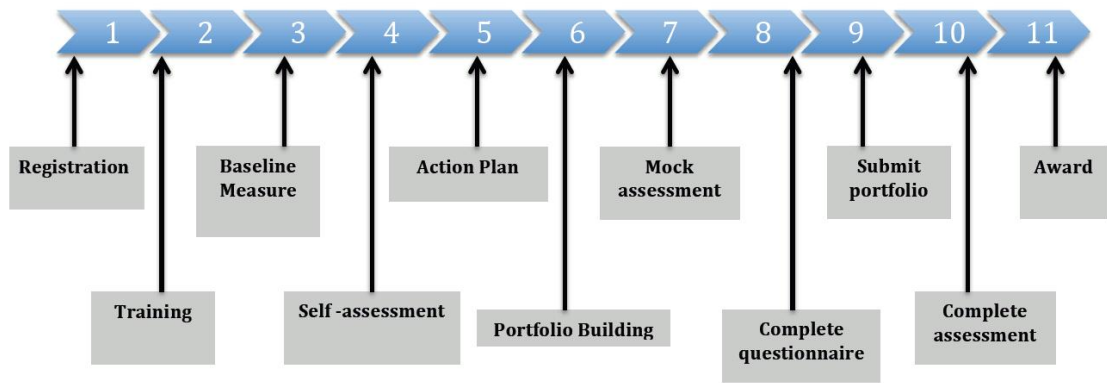 1 2 3 4 5 6 7 8 9 10 11
Registration
Baseline
Measure
Action Plan
Mock
assessment
Submit
portfolio
Award
Training
Self -assessment
Portfolio Building
Complete
questionnaire
Complete
assessment